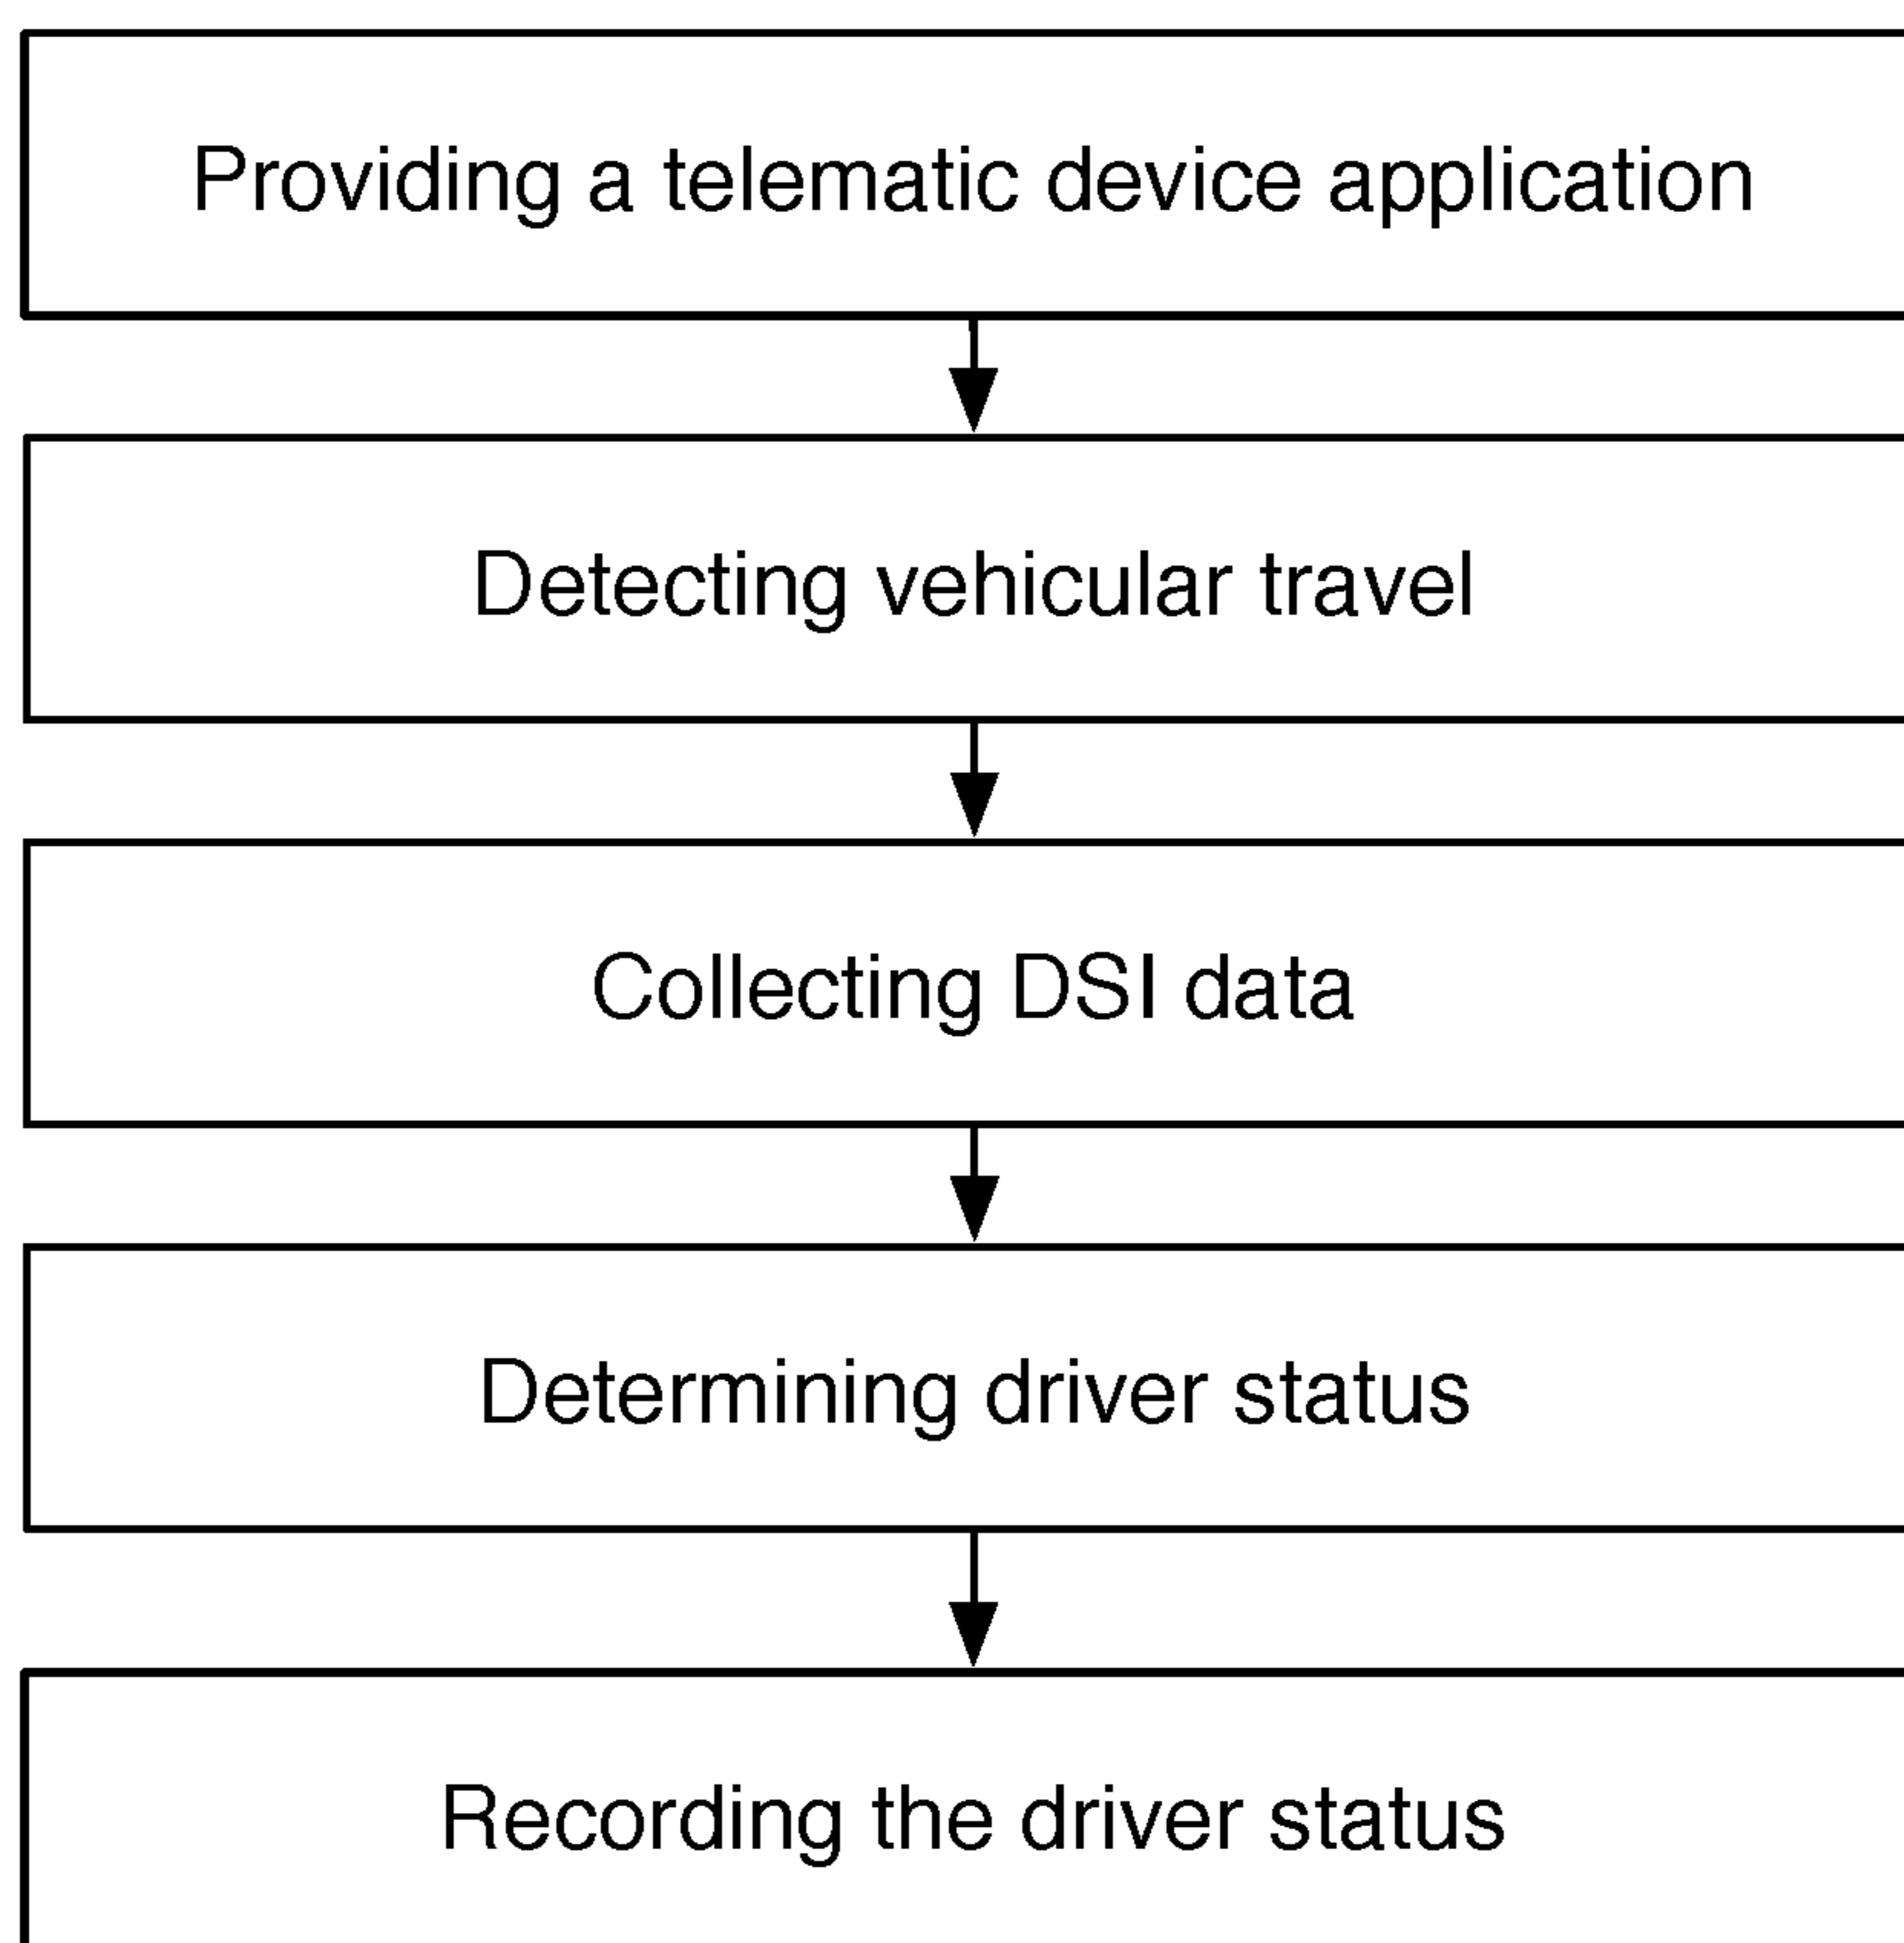 Providing a telematic device application
Detecting vehicular travel
Collecting DSI data
Determining driver status
Recording the driver status